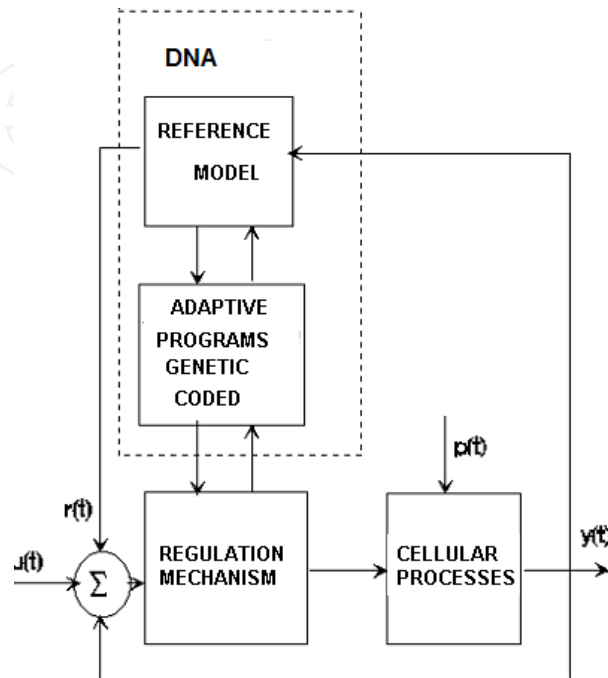 DNA
REFERENCE
MODEL
ADAPTIVE
PROGRAMS
GENETIC
CODED
p(t)
r(t)
u(t)
Σ
REGULATION
MECHANISM
CELLULAR
PROCESSES
y(t)